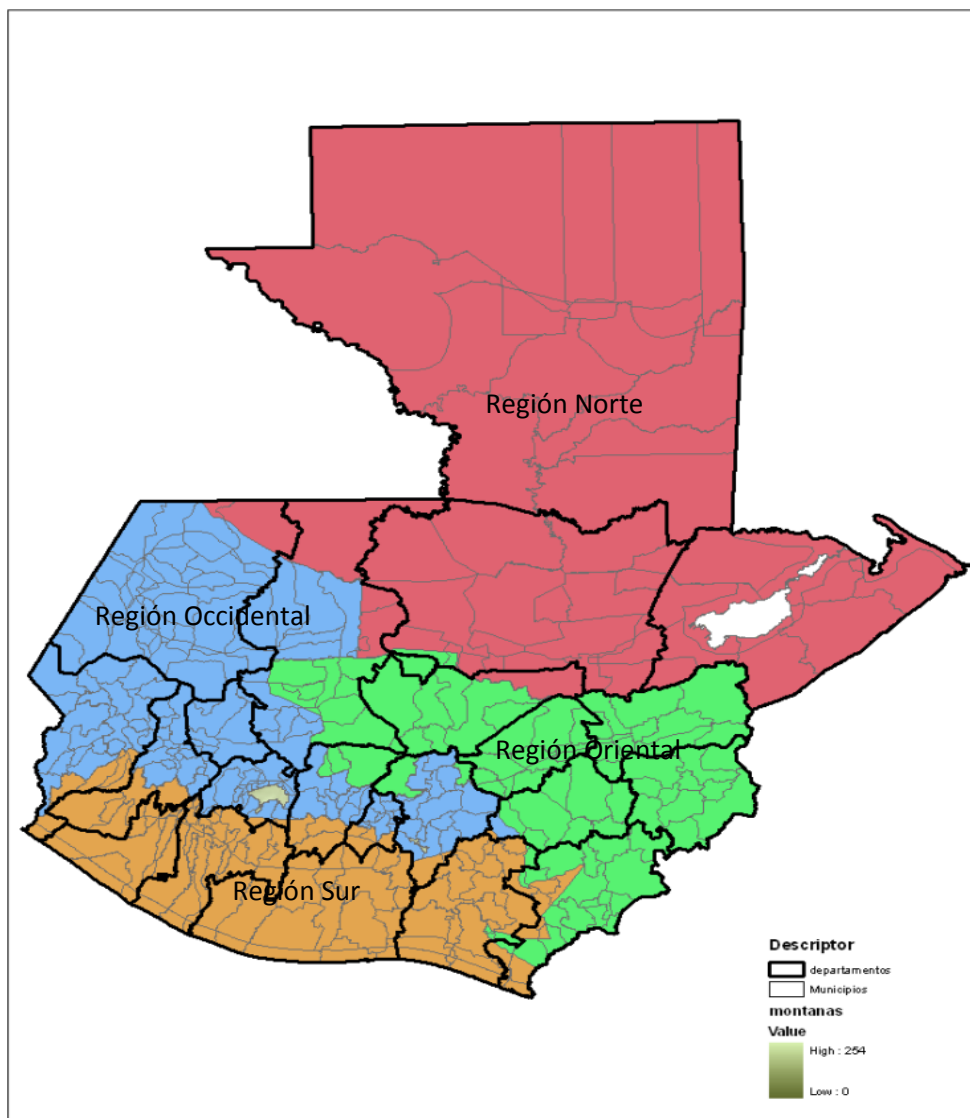 Región Norte
Región Occidental
Región Oriental
Región Sur
Descriptor
departamentos
Municipios
montanas
Value
High : 254
Low : 0